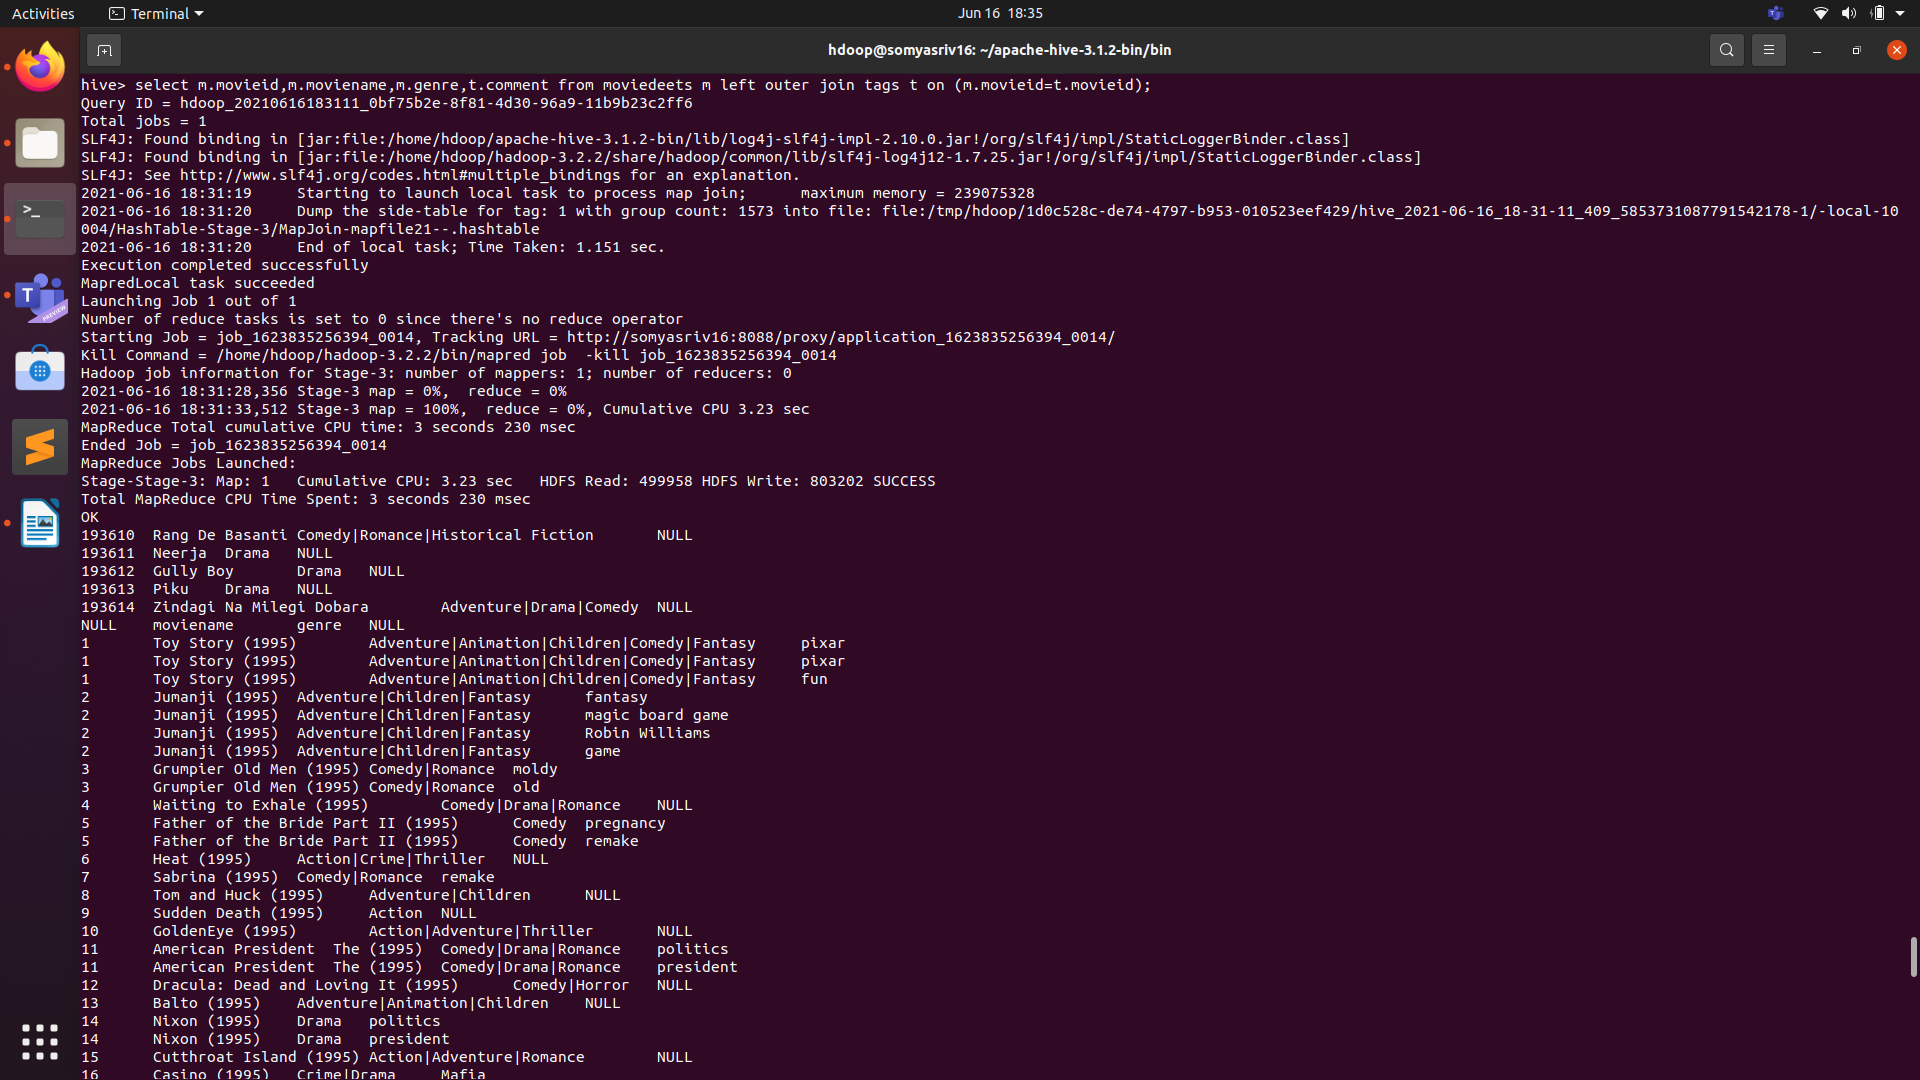 Activities
Terminal
Jun 16 18:35
hdoop@somyasriv16: ~/apache-hive-3.1.2-bin/bin
hive> select m.movieid,m.moviename,m.genre,t.comment from moviedeets m left outer join tags t on (m.movieid=t.movieid);
Query ID = hdoop_20210616183111_0bf75b2e-8f81-4d30-96a9-11b9b23c2ff6
Total jobs = 1
SLF4J: Found binding in [jar:file:/home/hdoop/apache-hive-3.1.2-bin/lib/log4j-slf4j-impl-2.10.0.jar!/org/slf4j/impl/StaticLoggerBinder.class]
SLF4J: Found binding in [jar:file:/home/hdoop/hadoop-3.2.2/share/hadoop/common/lib/slf4j-log4j12-1.7.25.jar!/org/slf4j/impl/StaticLoggerBinder.class]
SLF4J: See http://www.slf4j.org/codes.html#multiple_bindings for an explanation.
2021-06-16 18:31:19 Starting to launch local task to process map join; maximum memory = 239075328
2021-06-16 18:31:20 Dump the side-table for tag: 1 with group count: 1573 into file: file:/tmp/hdoop/1d0c528c-de74-4797-b953-010523eef429/hive_2021-06-16_18-31-11_409_5853731087791542178-1/-local-10
004/HashTable-Stage-3/MapJoin-mapfile21--.hashtable
2021-06-16 18:31:20 End of local task; Time Taken: 1.151 sec.
Execution completed successfully
MapredLocal task succeeded
Launching Job 1 out of 1
Number of reduce tasks is set to 0 since there's no reduce operator
Starting Job = job_1623835256394_0014, Tracking URL = http://somyasriv16:8088/proxy/application_1623835256394_0014/
Kill Command = /home/hdoop/hadoop-3.2.2/bin/mapred job -kill job_1623835256394_0014
Hadoop job information for Stage-3: number of mappers: 1; number of reducers: 0
2021-06-16 18:31:28,356 Stage-3 map = 0%, reduce = 0%
2021-06-16 18:31:33,512 Stage-3 map = 100%, reduce = 0%, Cumulative CPU 3.23 sec
MapReduce Total cumulative CPU time: 3 seconds 230 msec
Ended Job = job_1623835256394_0014
MapReduce Jobs Launched:
Stage-Stage-3: Map: 1 Cumulative CPU: 3.23 sec HDFS Read: 499958 HDFS Write: 803202 SUCCESS
Total MapReduce CPU Time Spent: 3 seconds 230 msec
OK
193610 Rang De Basanti Comedy|Romance|Historical Fiction NULL
193611 Neerja Drama NULL
193612 Gully Boy Drama NULL
193613 Piku Drama NULL
193614 Zindagi Na Milegi Dobara Adventure|Drama|Comedy NULL
NULL moviename genre NULL
1 Toy Story (1995) Adventure|Animation|Children|Comedy|Fantasy pixar
1 Toy Story (1995) Adventure|Animation|Children|Comedy|Fantasy pixar
1 Toy Story (1995) Adventure|Animation|Children|Comedy|Fantasy fun
2 Jumanji (1995) Adventure|Children|Fantasy fantasy
2 Jumanji (1995) Adventure|Children|Fantasy magic board game
2 Jumanji (1995) Adventure|Children|Fantasy Robin Williams
2 Jumanji (1995) Adventure|Children|Fantasy game
3 Grumpier Old Men (1995) Comedy|Romance moldy
3 Grumpier Old Men (1995) Comedy|Romance old
4 Waiting to Exhale (1995) Comedy|Drama|Romance NULL
5 Father of the Bride Part II (1995) Comedy pregnancy
5 Father of the Bride Part II (1995) Comedy remake
6 Heat (1995) Action|Crime|Thriller NULL
7 Sabrina (1995) Comedy|Romance remake
8 Tom and Huck (1995) Adventure|Children NULL
9 Sudden Death (1995) Action NULL
10 GoldenEye (1995) Action|Adventure|Thriller NULL
11 American President The (1995) Comedy|Drama|Romance politics
11 American President The (1995) Comedy|Drama|Romance president
12 Dracula: Dead and Loving It (1995) Comedy|Horror NULL
13 Balto (1995) Adventure|Animation|Children NULL
14 Nixon (1995) Drama politics
14 Nixon (1995) Drama president
15 Cutthroat Island (1995) Action|Adventure|Romance NULL
16 Casino (1995) Crime|Drama Mafia
T
PREVIEW